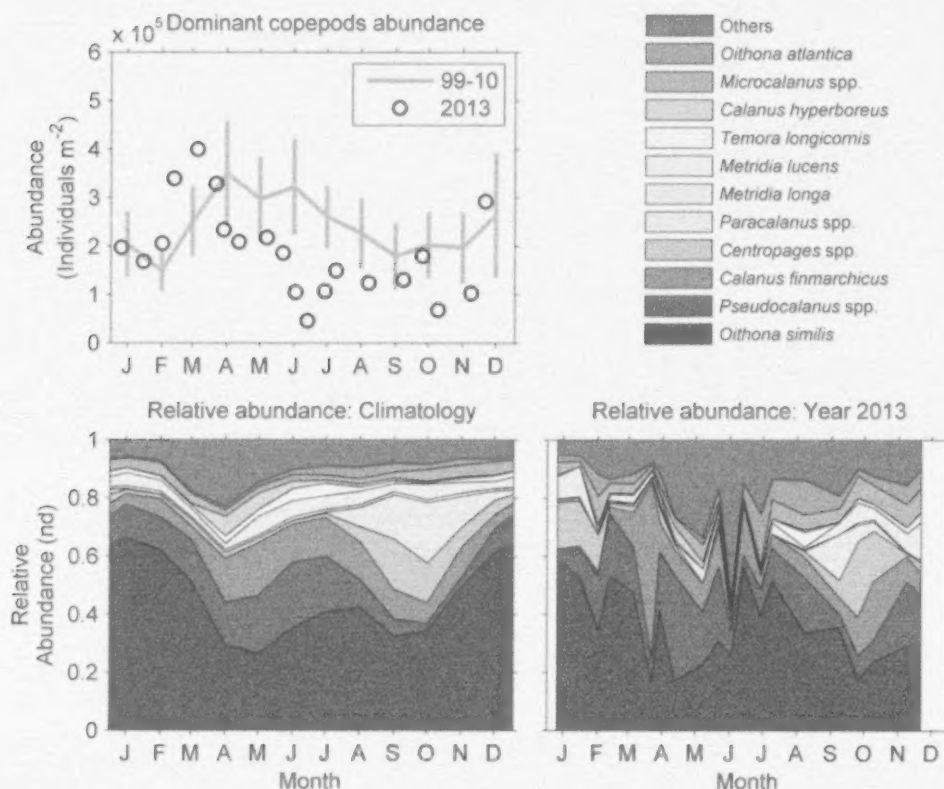 × 10⁵ Dominant copepods abundance
6
5
4
3
2
1
0
Abundance
(Individuals m⁻²)
99-10
2013
J F M A M J J A S O N D
Others
Oithona atlantica
Microcalanus spp.
Calanus hyperboreus
Temora longicornis
Metridia lucens
Metridia longa
Paracalanus spp.
Centropages spp.
Calanus finmarchicus
Pseudocalanus spp.
Oithona similis
Relative abundance: Climatology
1
0.8
0.6
0.4
0.2
0
Relative
Abundance (nd)
J F M A M J J A S O N D
Month
Relative abundance: Year 2013
J F M A M J J A S O N D
Month